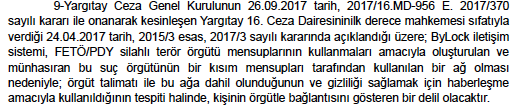 9-Yargıtay Ceza Genel Kurulunun 26.09.2017 tarih, 2017/16.MD-956 E. 2017/370
sayılı kararı ile onanarak kesinleşen Yargıtay 16. Ceza Dairesininilk derece mahkemesi sıfatıyla
verdiği 24.04.2017 tarih, 2015/3 esas, 2017/3 sayılı kararında açıklandığı üzere; ByLock iletişim
sistemi, FETÖ/PDY silahlı terör örgütü mensuplarının kullanmaları amacıyla oluşturulan ve
münhasıran bu suç örgütünün bir kısım mensupları tarafından kullanılan bir ağ olması
nedeniyle; örgüt talimatı ile bu ağa dahil olunduğunun ve gizliliği sağlamak için haberleşme
amacıyla kullanıldığının tespiti halinde, kişinin örgütle bağlantısını gösteren bir delil olacaktır.